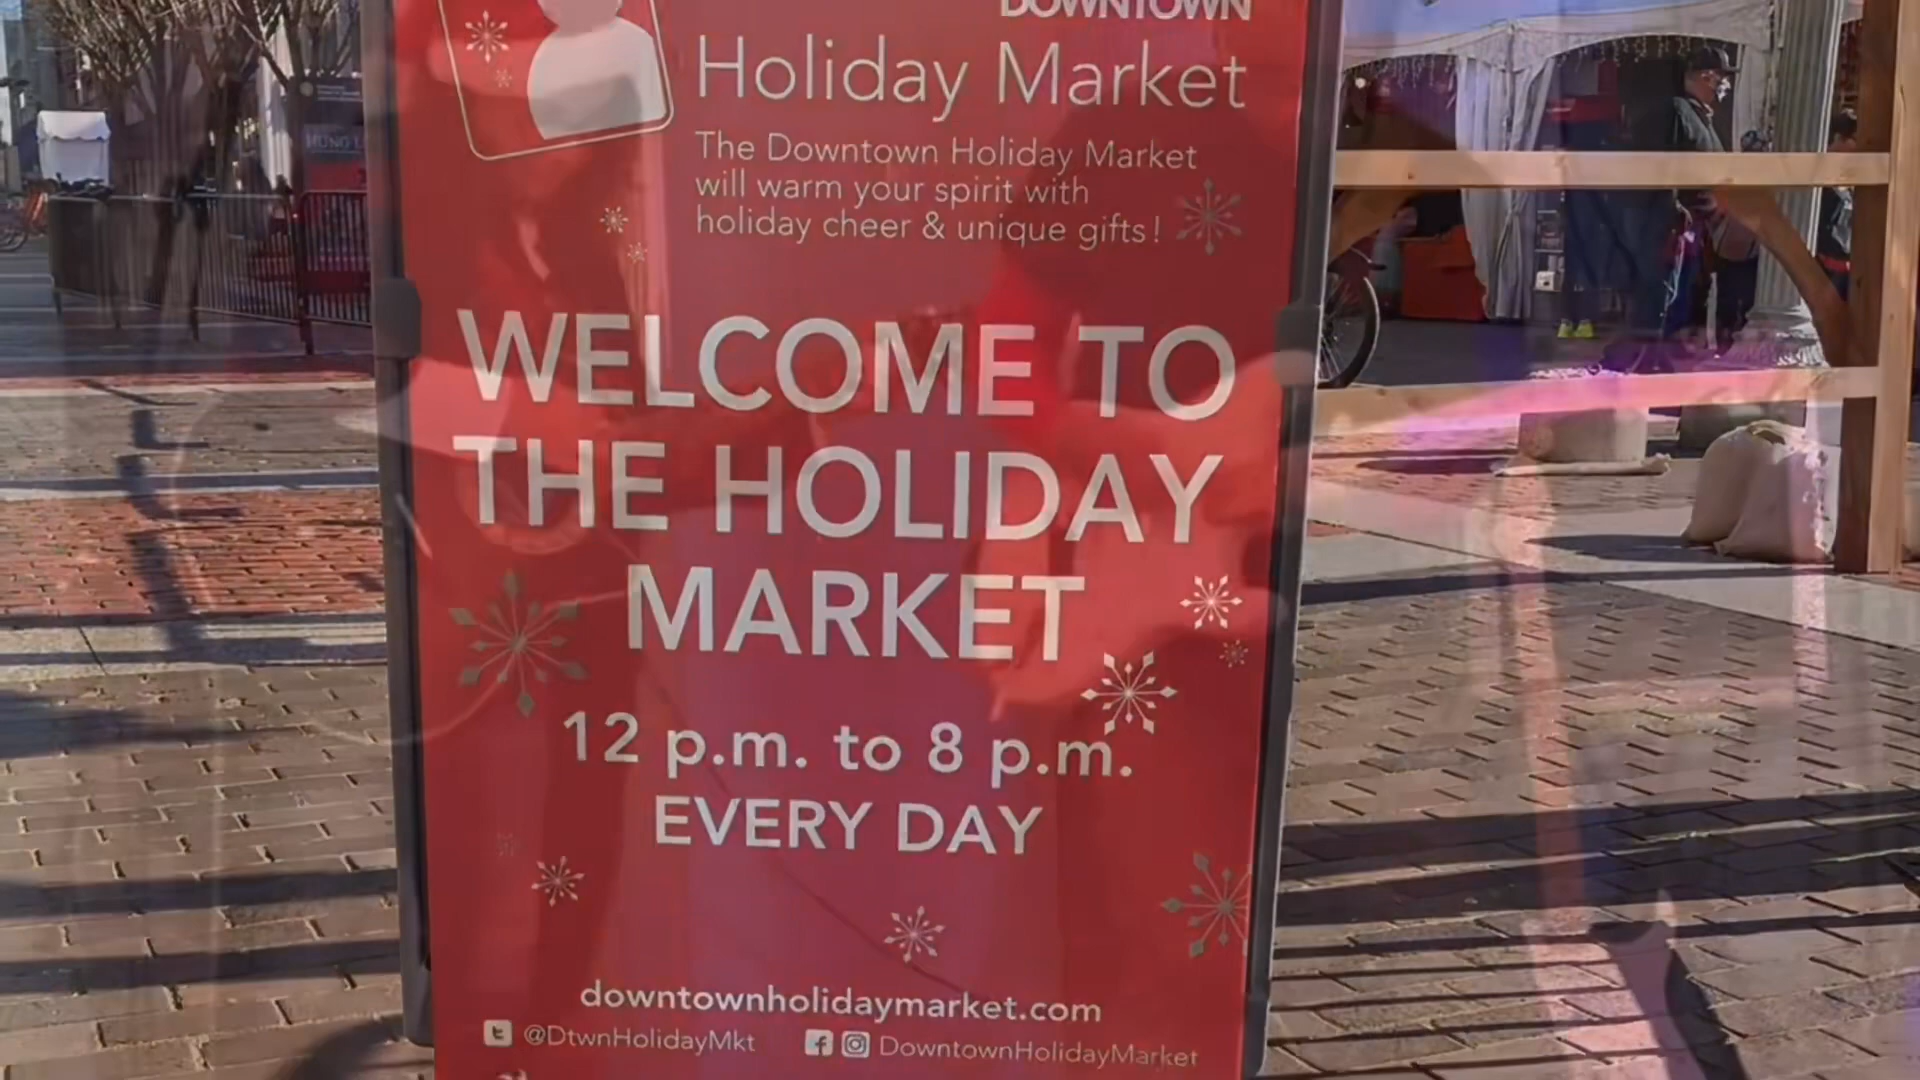 DOWNTOWN
Holiday Market
The Downtown Holiday Market
will warm your spirit with
holiday cheer & unique gifts!
WELCOME TO
THE HOLIDAY
MARKET
12 p.m. to 8 p.m.
EVERY DAY
downtownholidaymarket.com
@DtwnHolidayMkt DowntownHolidayMarket